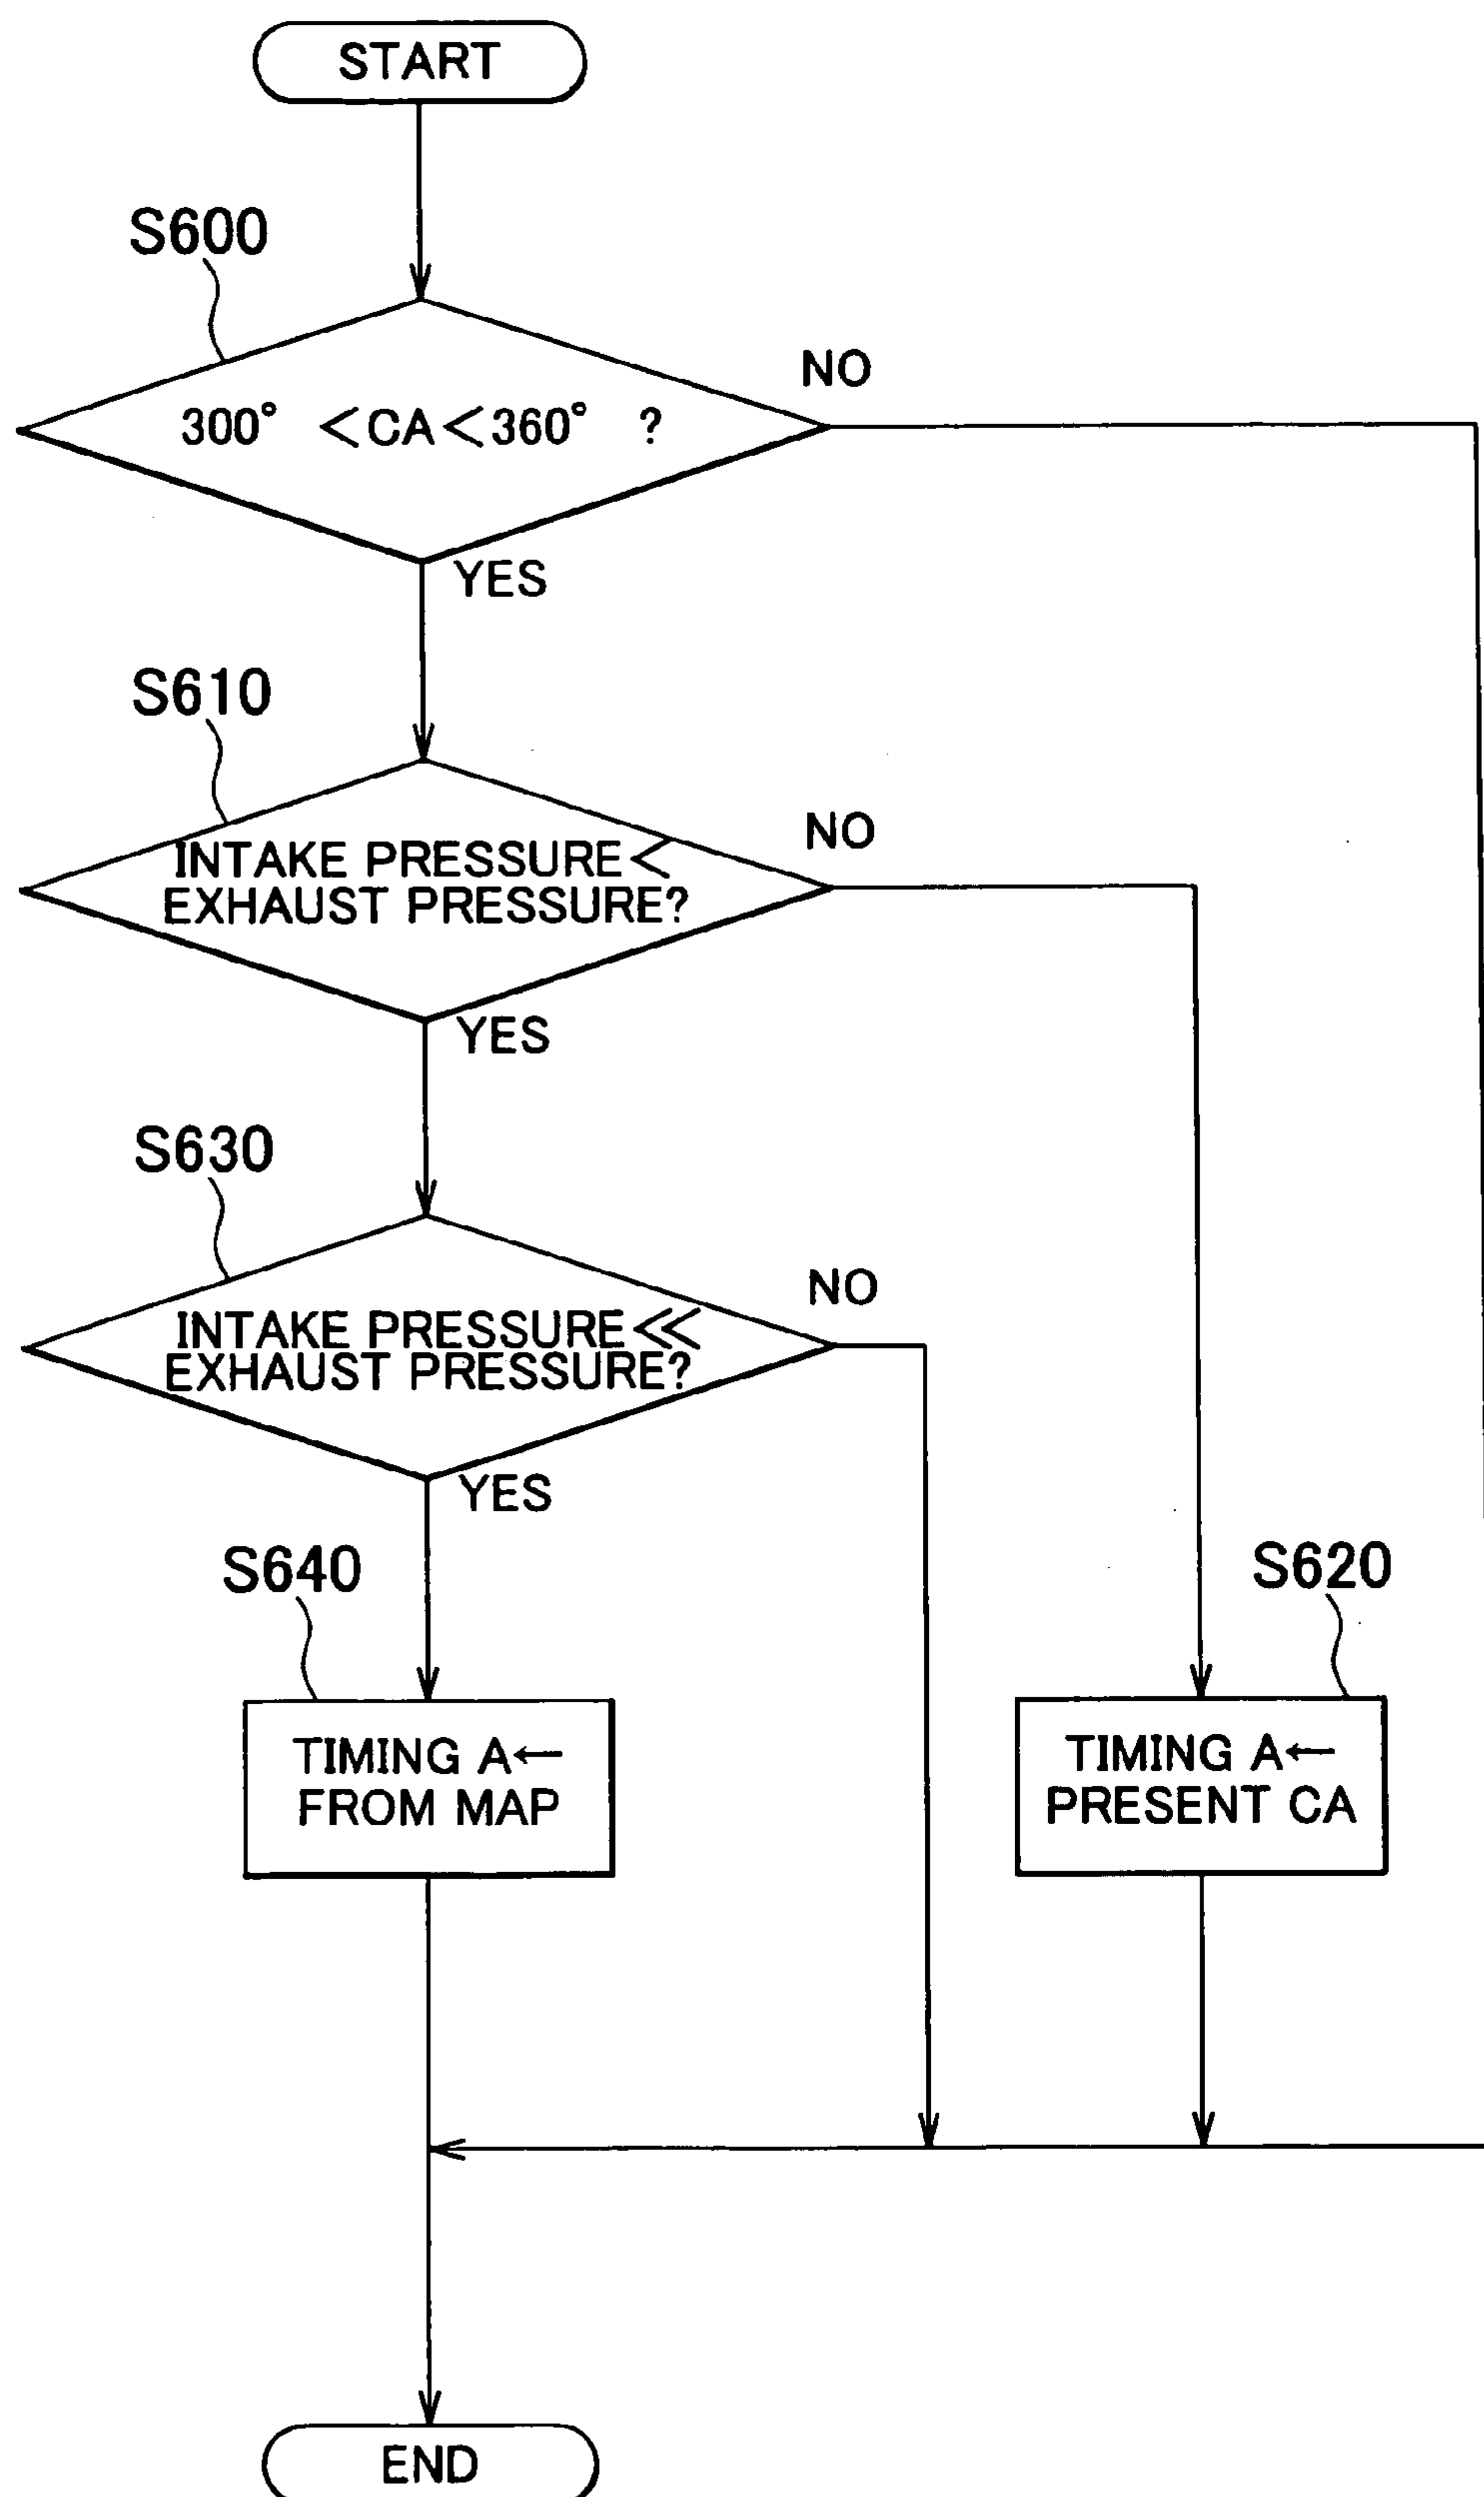 START
S600
NO
300° <CA<360° ?
YES
S610
NO
INTAKE PRESSURE<
EXHAUST PRESSURE?
YES
S630
NO
INTAKE PRESSURE≪
EXHAUST PRESSURE?
YES
S640
S620
TIMING A←
FROM MAP
TIMING A←
PRESENT CA
END